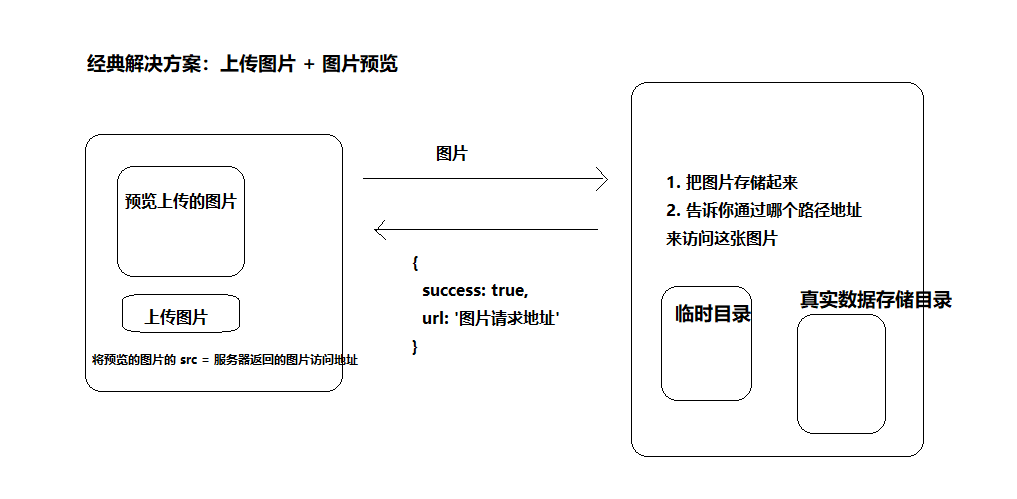 经典解决方案：上传图片 + 图片预览
图片
预览上传的图片
上传图片
将预览的图片的 src = 服务器返回的图片访问地址
{
success: true,
url: '图片请求地址'
}
1. 把图片存储起来
2. 告诉你通过哪个路径地址
来访问这张图片
临时目录
真实数据存储目录